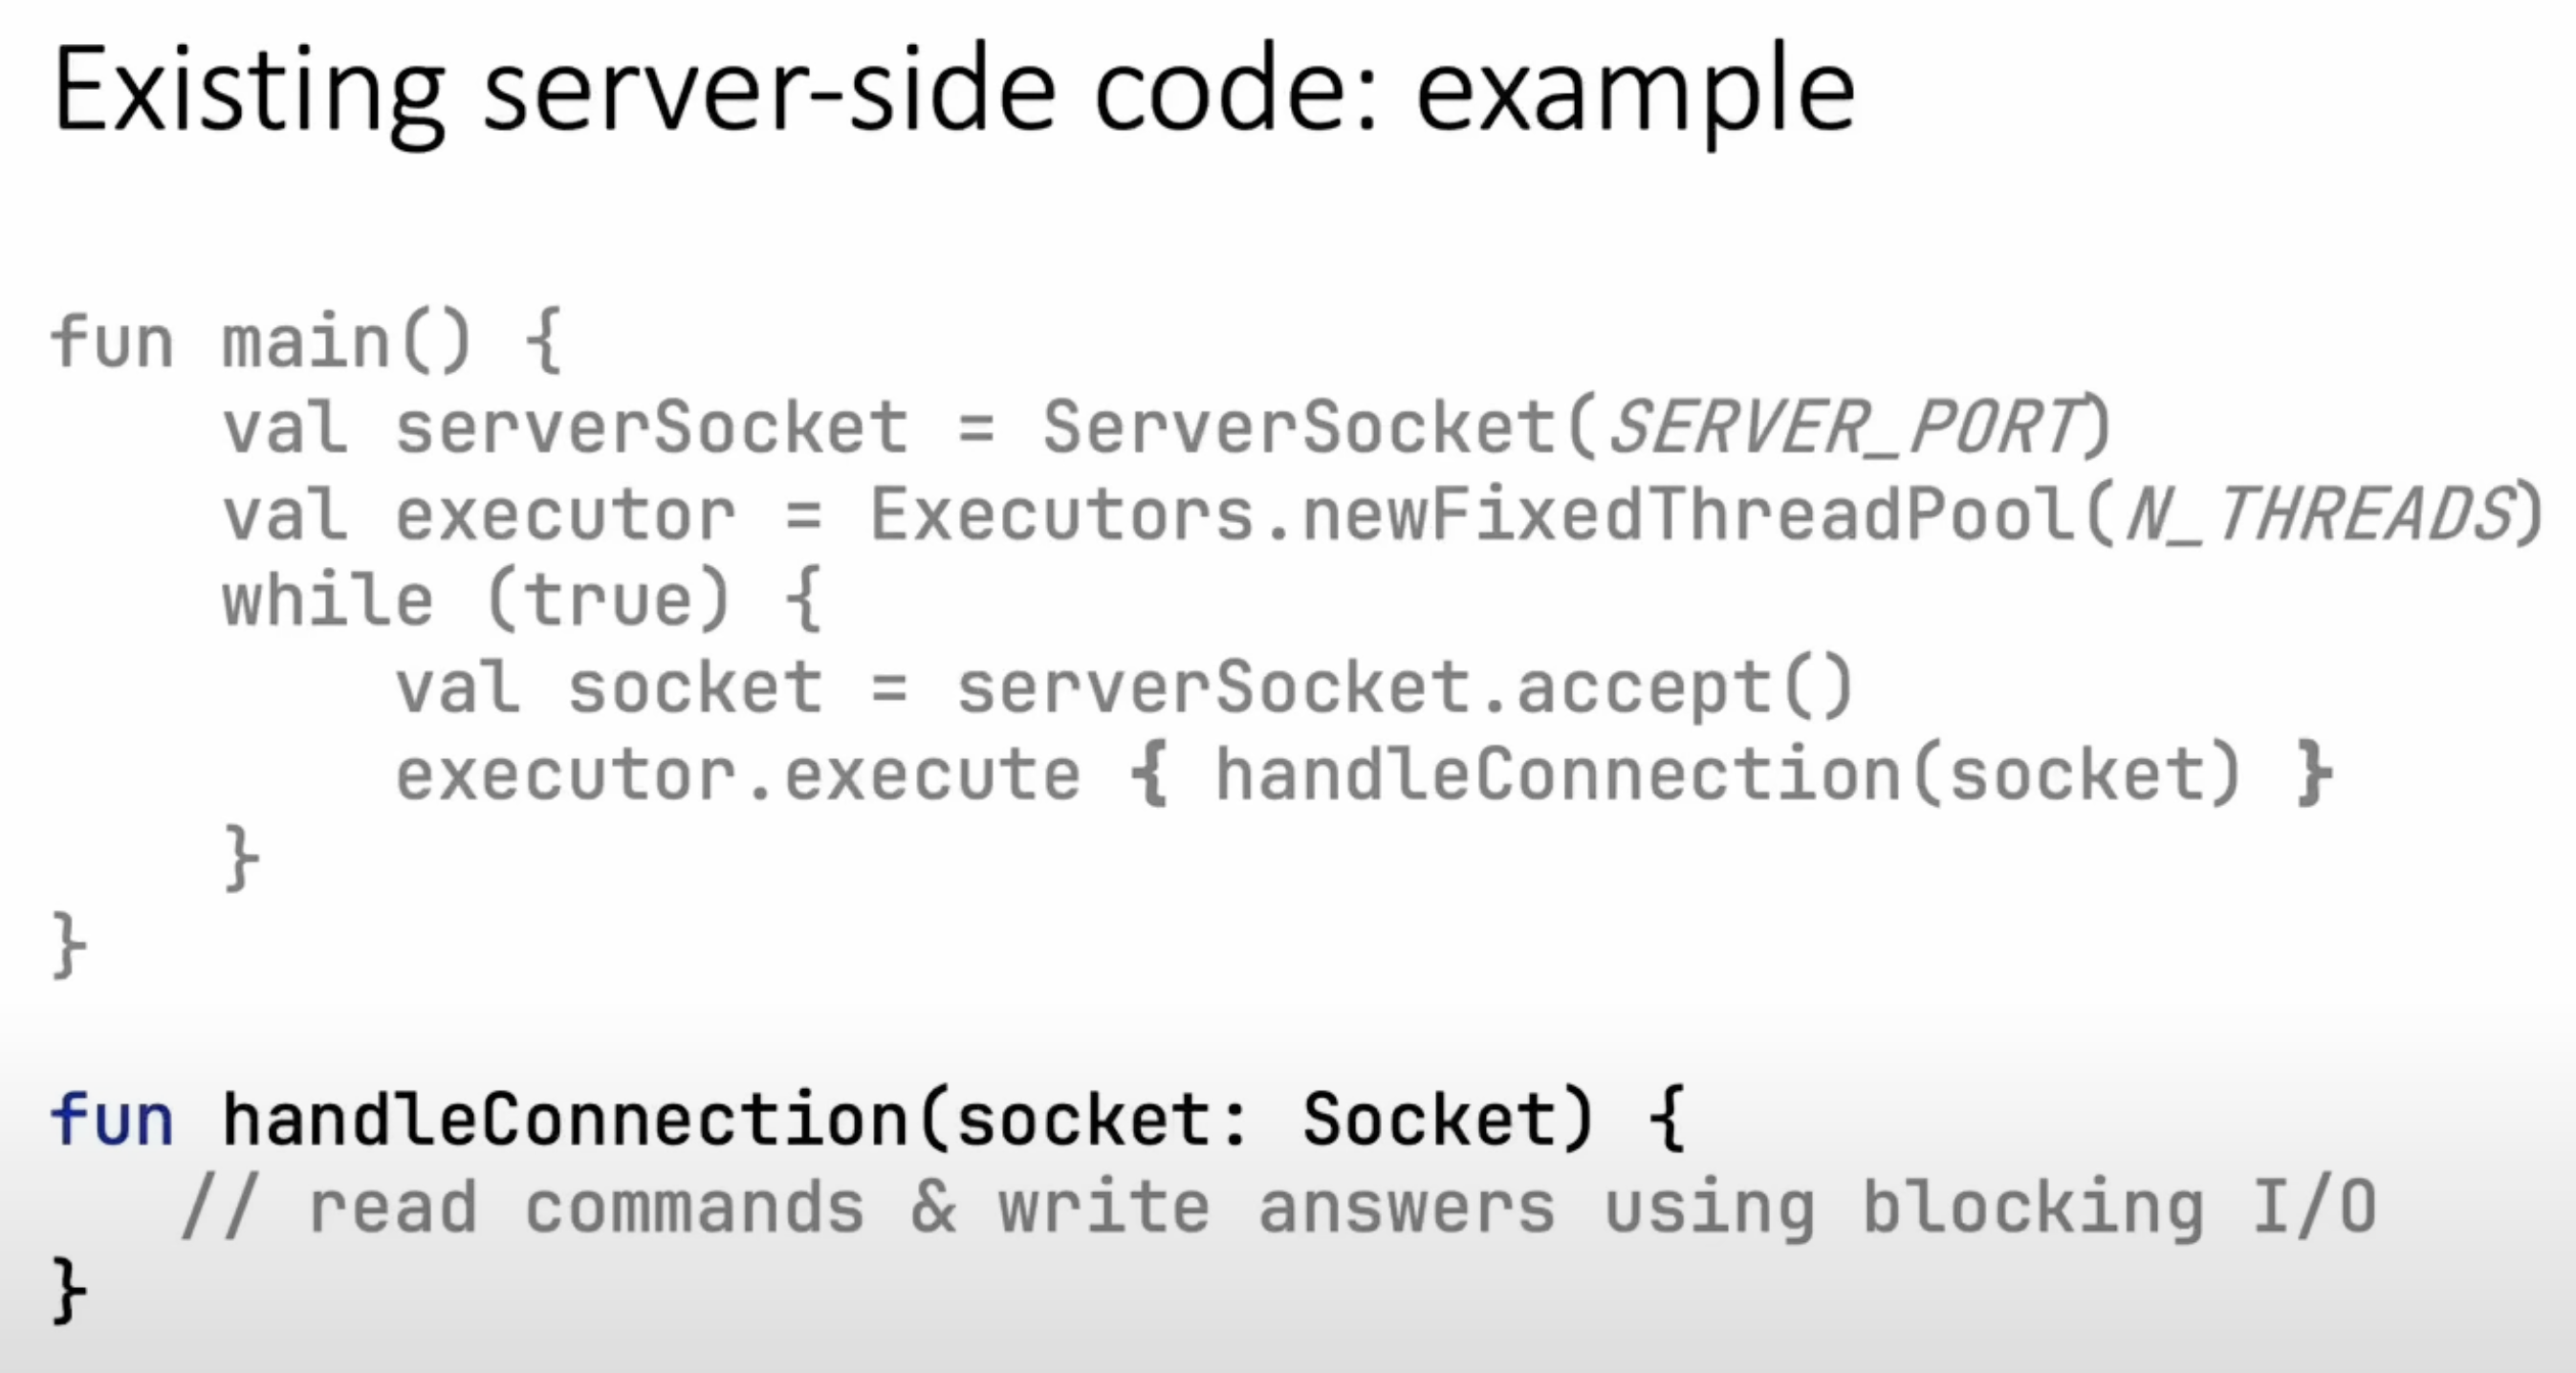 Existing server-side code: example
fun main() {
    val serverSocket = ServerSocket(SERVER_PORT)
    val executor = Executors.newFixedThreadPool(N_THREADS)
    while (true) {
        val socket = serverSocket.accept()
        executor.execute { handleConnection(socket) }
    }
}
fun handleConnection(socket: Socket) {
   // read commands & write answers using blocking I/O
}